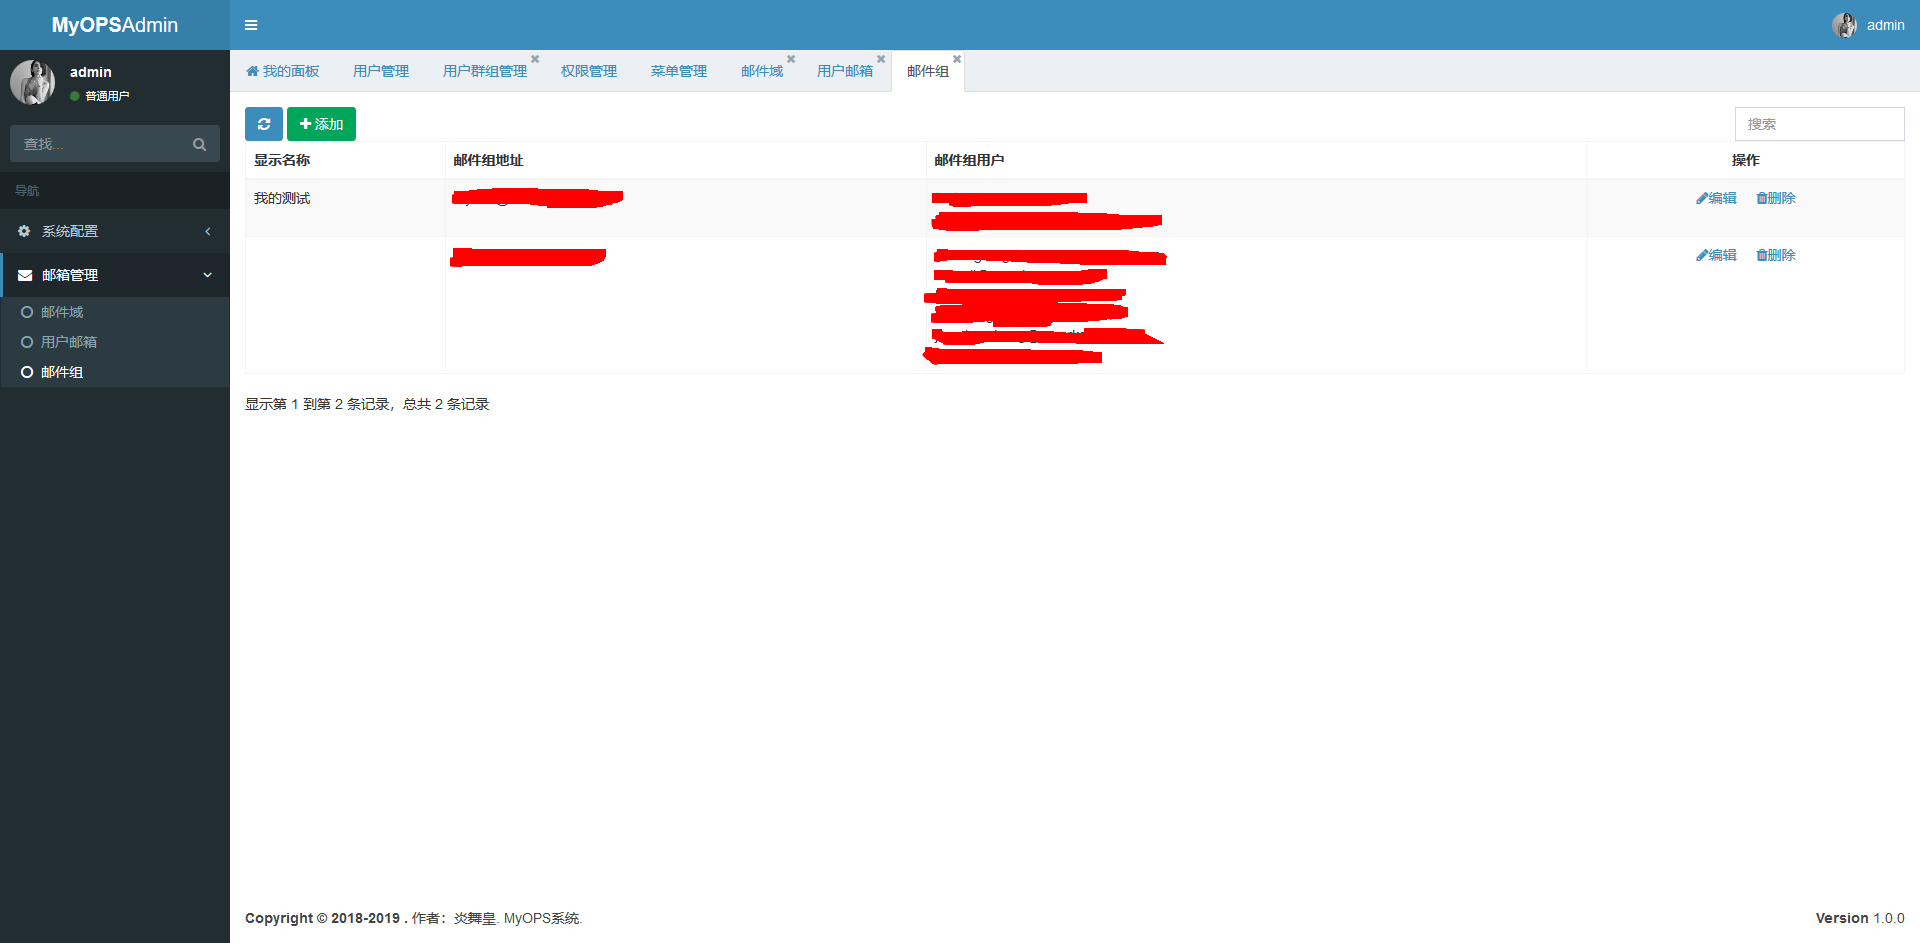 MyOPSAdmin
admin
admin
普通用户
查找...
导航
系统配置
邮箱管理
邮件域
用户邮箱
邮件组
我的面板 用户管理 用户群组管理 权限管理 菜单管理 邮件域 用户邮箱 邮件组
添加
搜索
显示名称 邮件组地址 邮件组用户 操作
我的测试 编辑 删除
编辑 删除
显示第 1 到第 2 条记录，总共 2 条记录
Copyright © 2018-2019 . 作者：炎舞皇. MyOPS系统.
Version 1.0.0